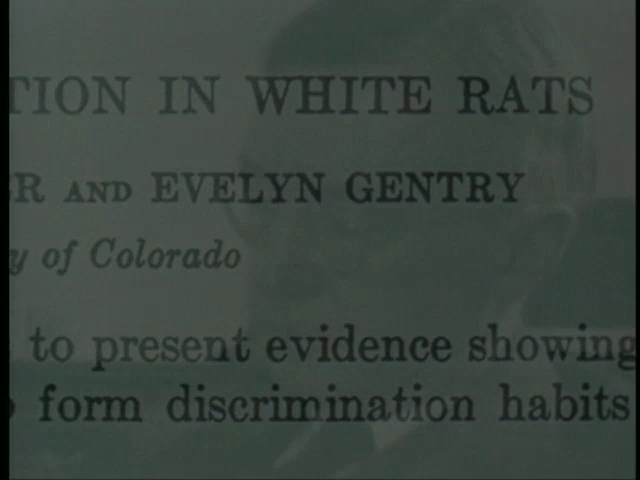 TION IN WHITE RATS
R AND EVELYN GENTRY
y of Colorado
to present evidence showing
form discrimination habits